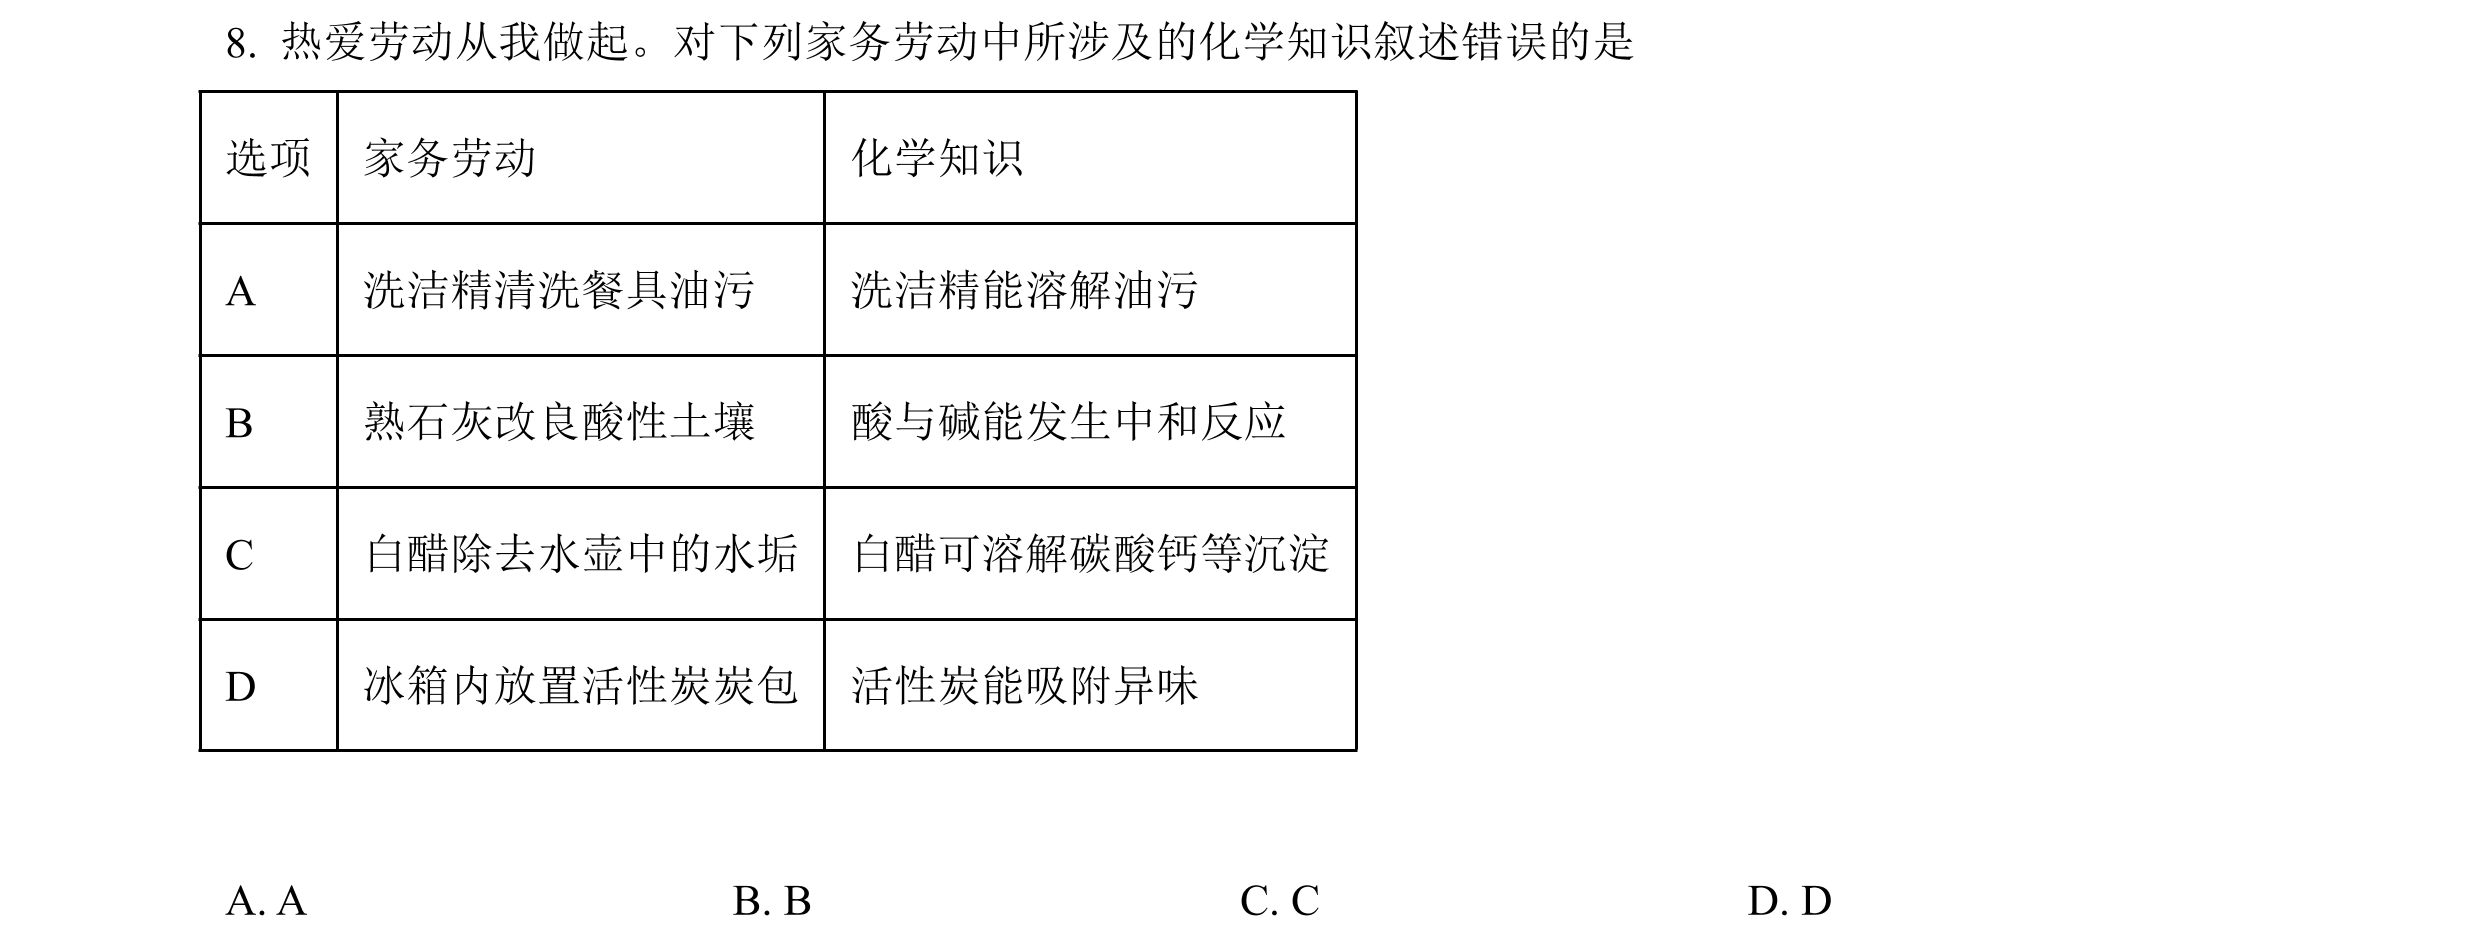 8. 热爱劳动从我做起。对下列家务劳动中所涉及的化学知识叙述错误的是
选项 家务劳动 化学知识
A 洗洁精清洗餐具油污 洗洁精能溶解油污
B 熟石灰改良酸性土壤 酸与碱能发生中和反应
C 白醋除去水壶中的水垢 白醋可溶解碳酸钙等沉淀
D 冰箱内放置活性炭炭包 活性炭能吸附异味
A. A B. B C. C D. D